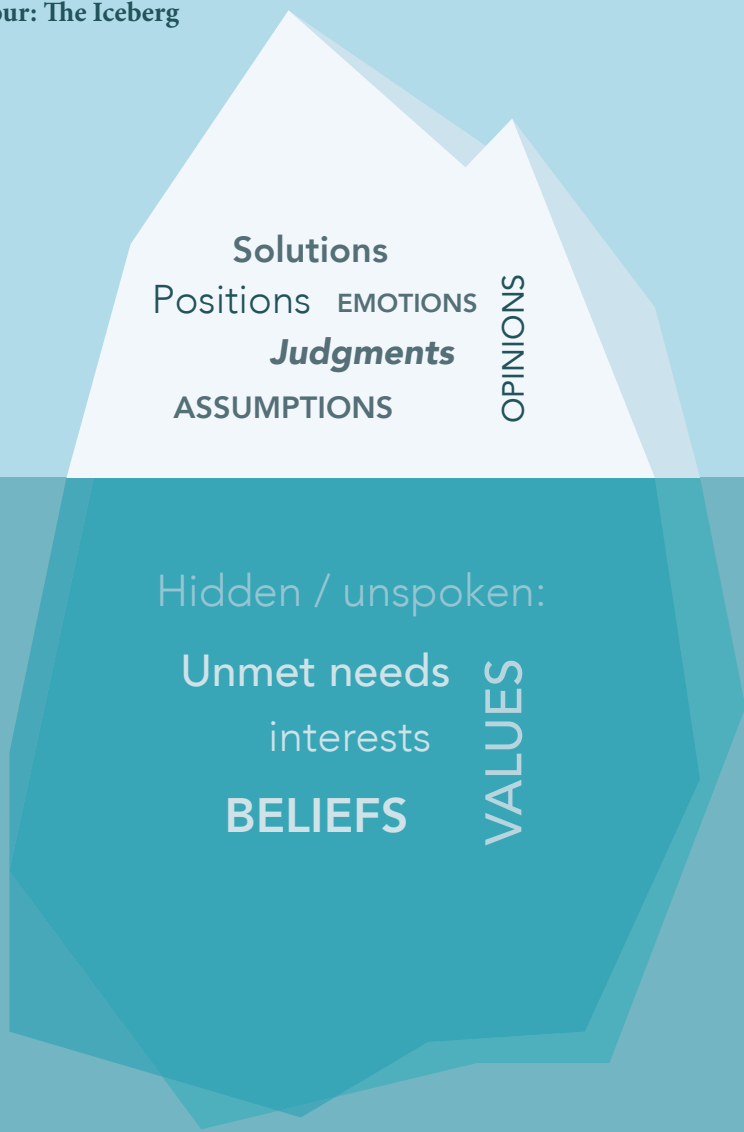 our: The Iceberg
Solutions
Positions EMOTIONS
Judgments
ASSUMPTIONS
OPINIONS
Hidden / unspoken:
Unmet needs
interests
BELIEFS
VALUES